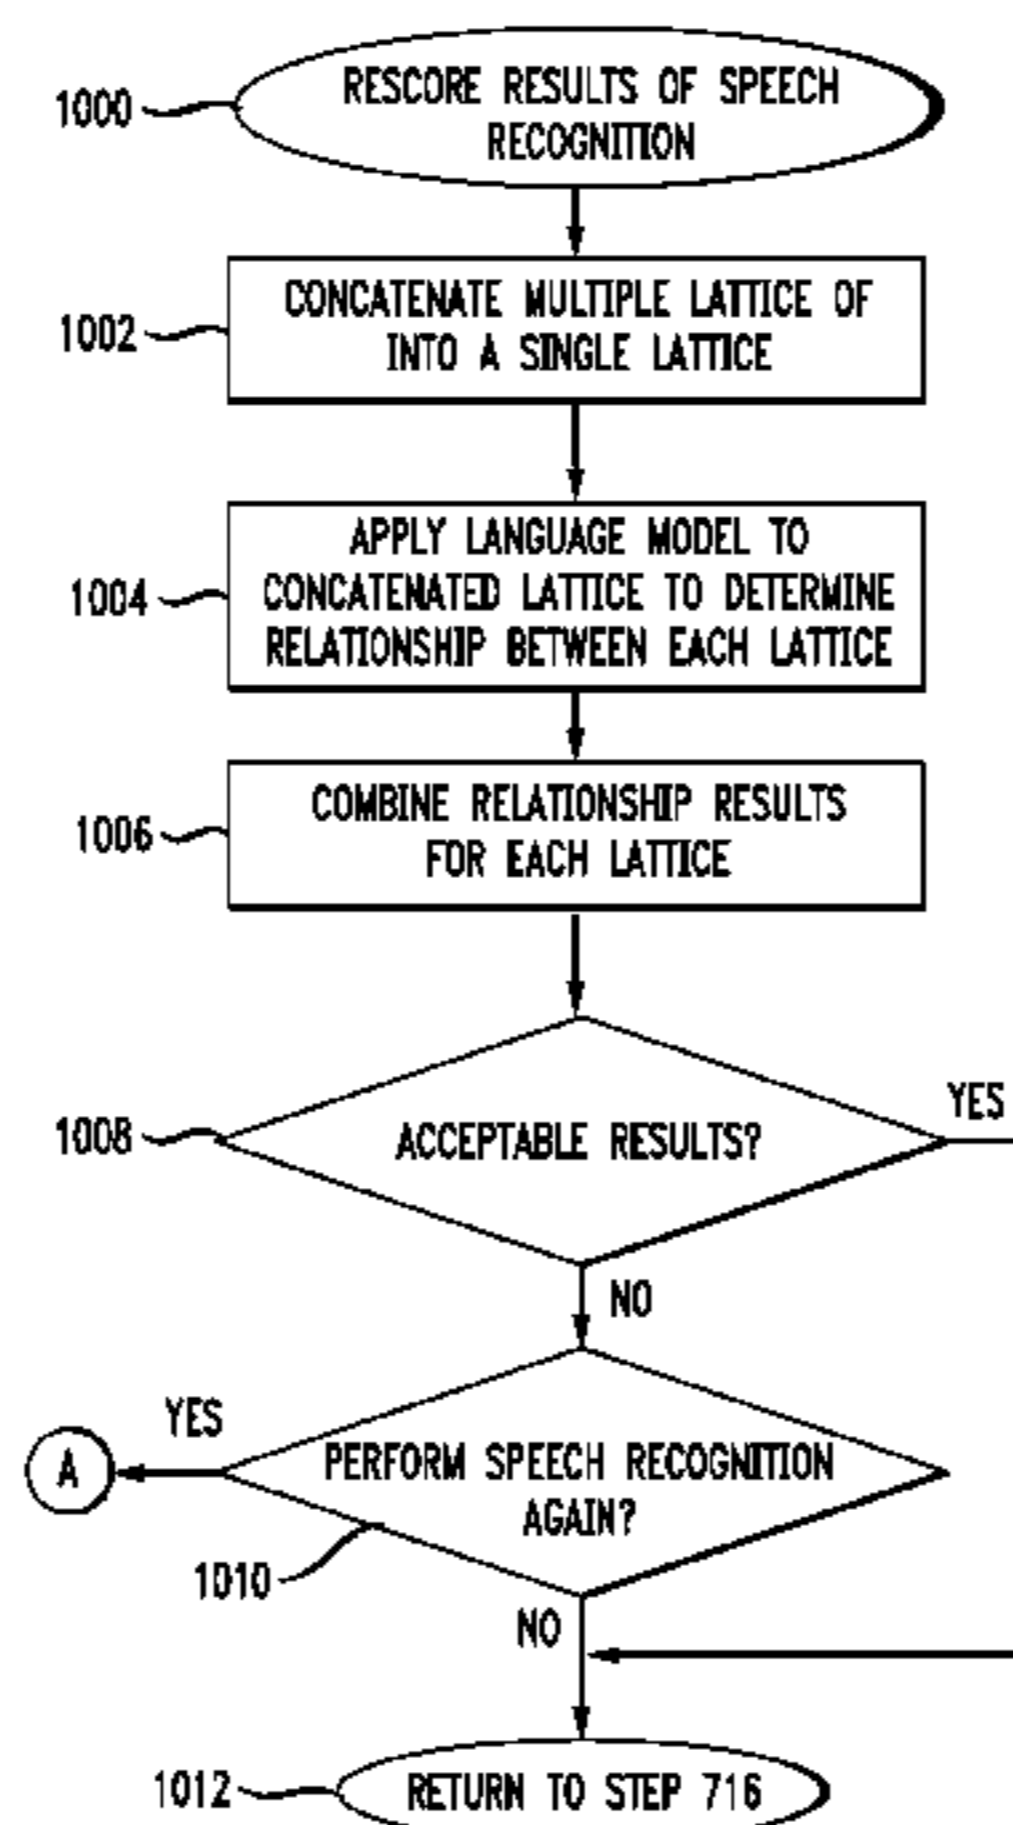 1000
RESCORE RESULTS OF SPEECH
RECOGNITION
1002
CONCATENATE MULTIPLE LATTICE OF
INTO A SINGLE LATTICE
1004
APPLY LANGUAGE MODEL TO
CONCATENATED LATTICE TO DETERMINE
RELATIONSHIP BETWEEN EACH LATTICE
1006
COMBINE RELATIONSHIP RESULTS
FOR EACH LATTICE
1008
ACCEPTABLE RESULTS?
YES
NO
YES
A
PERFORM SPEECH RECOGNITION
AGAIN?
1010
NO
1012
RETURN TO STEP 716